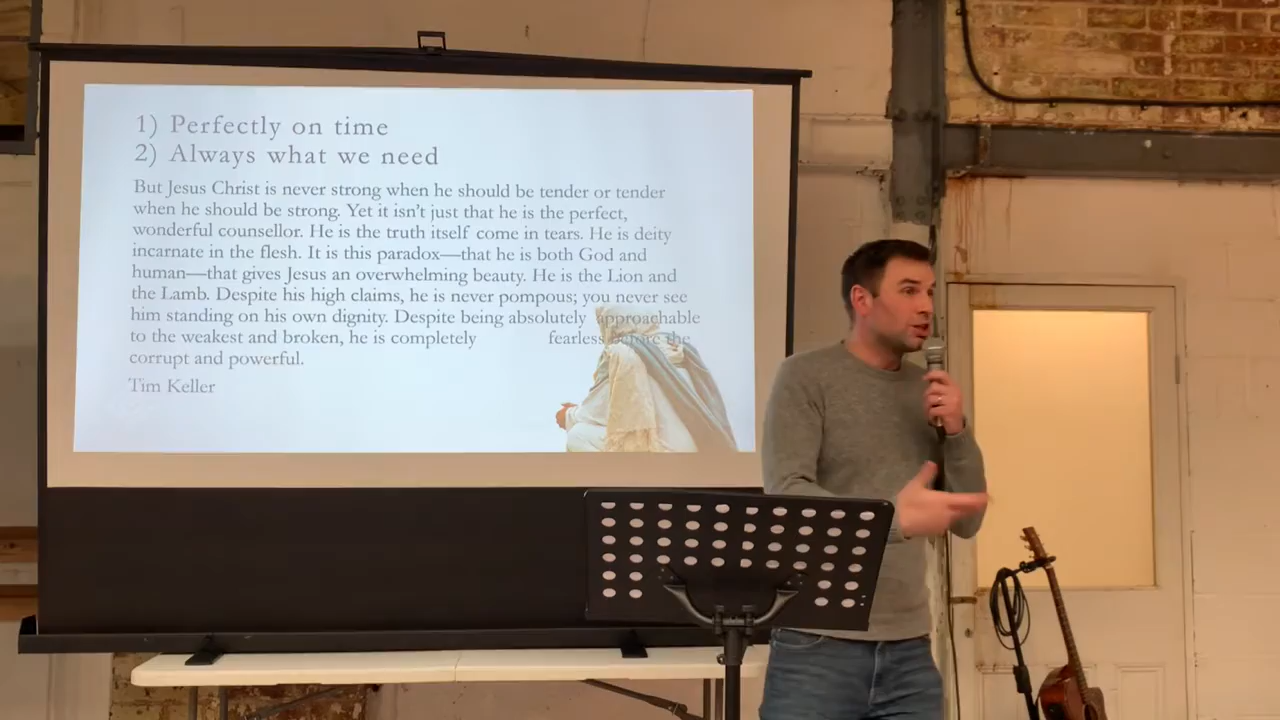 1) Perfectly on time
2) Always what we need
But Jesus Christ is never strong when he should be tender or tender
when he should be strong. Yet it isn't just that he is the perfect,
wonderful counsellor. He is the truth itself come in tears. He is deity
incarnate in the flesh. It is this paradox—that he is both God and
human—that gives Jesus an overwhelming beauty. He is the Lion and
the Lamb. Despite his high claims, he is never pompous; you never see
him standing on his own dignity. Despite being absolutely approachable
to the weakest and broken, he is completely fearless before the
corrupt and powerful.
Tim Keller